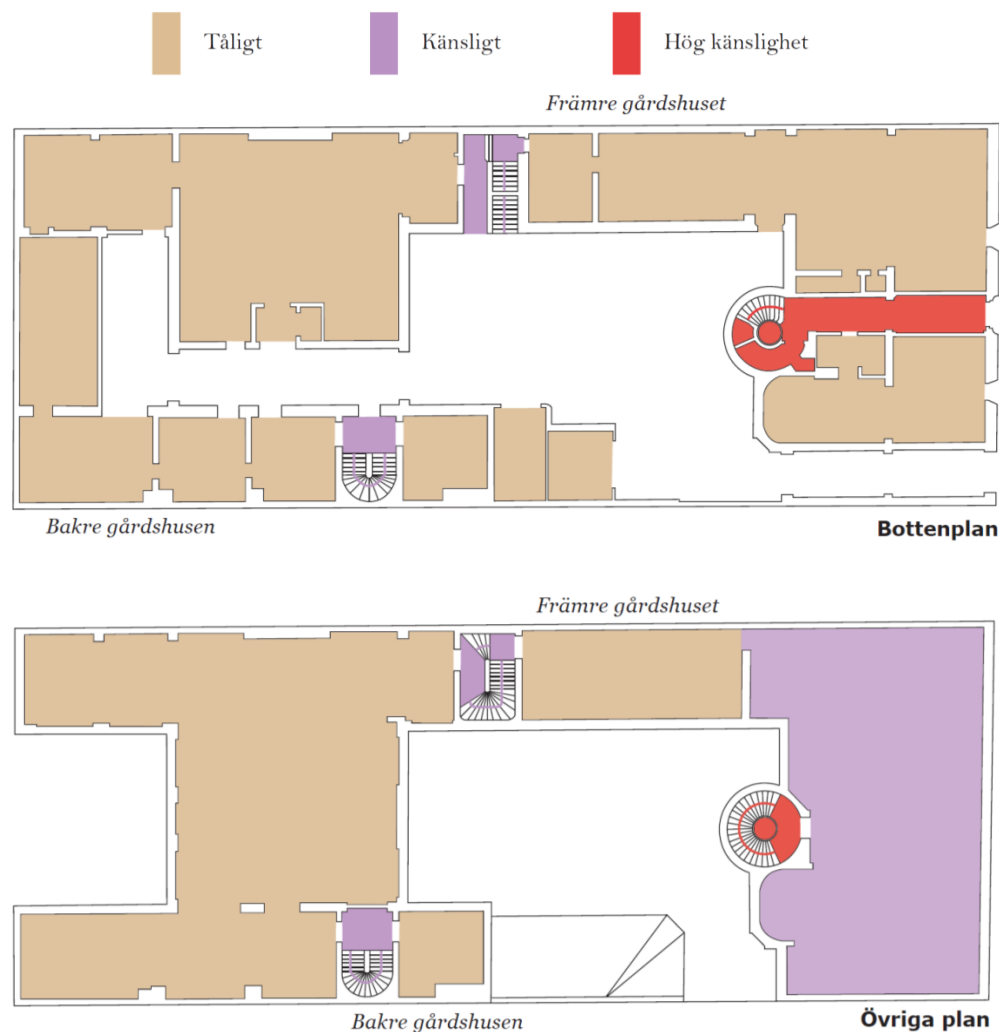 Tåligt
Känsligt
Hög känslighet
Främre gårdshuset
Bakre gårdshusen
Bottenplan
Främre gårdshuset
Bakre gårdshusen
Övriga plan